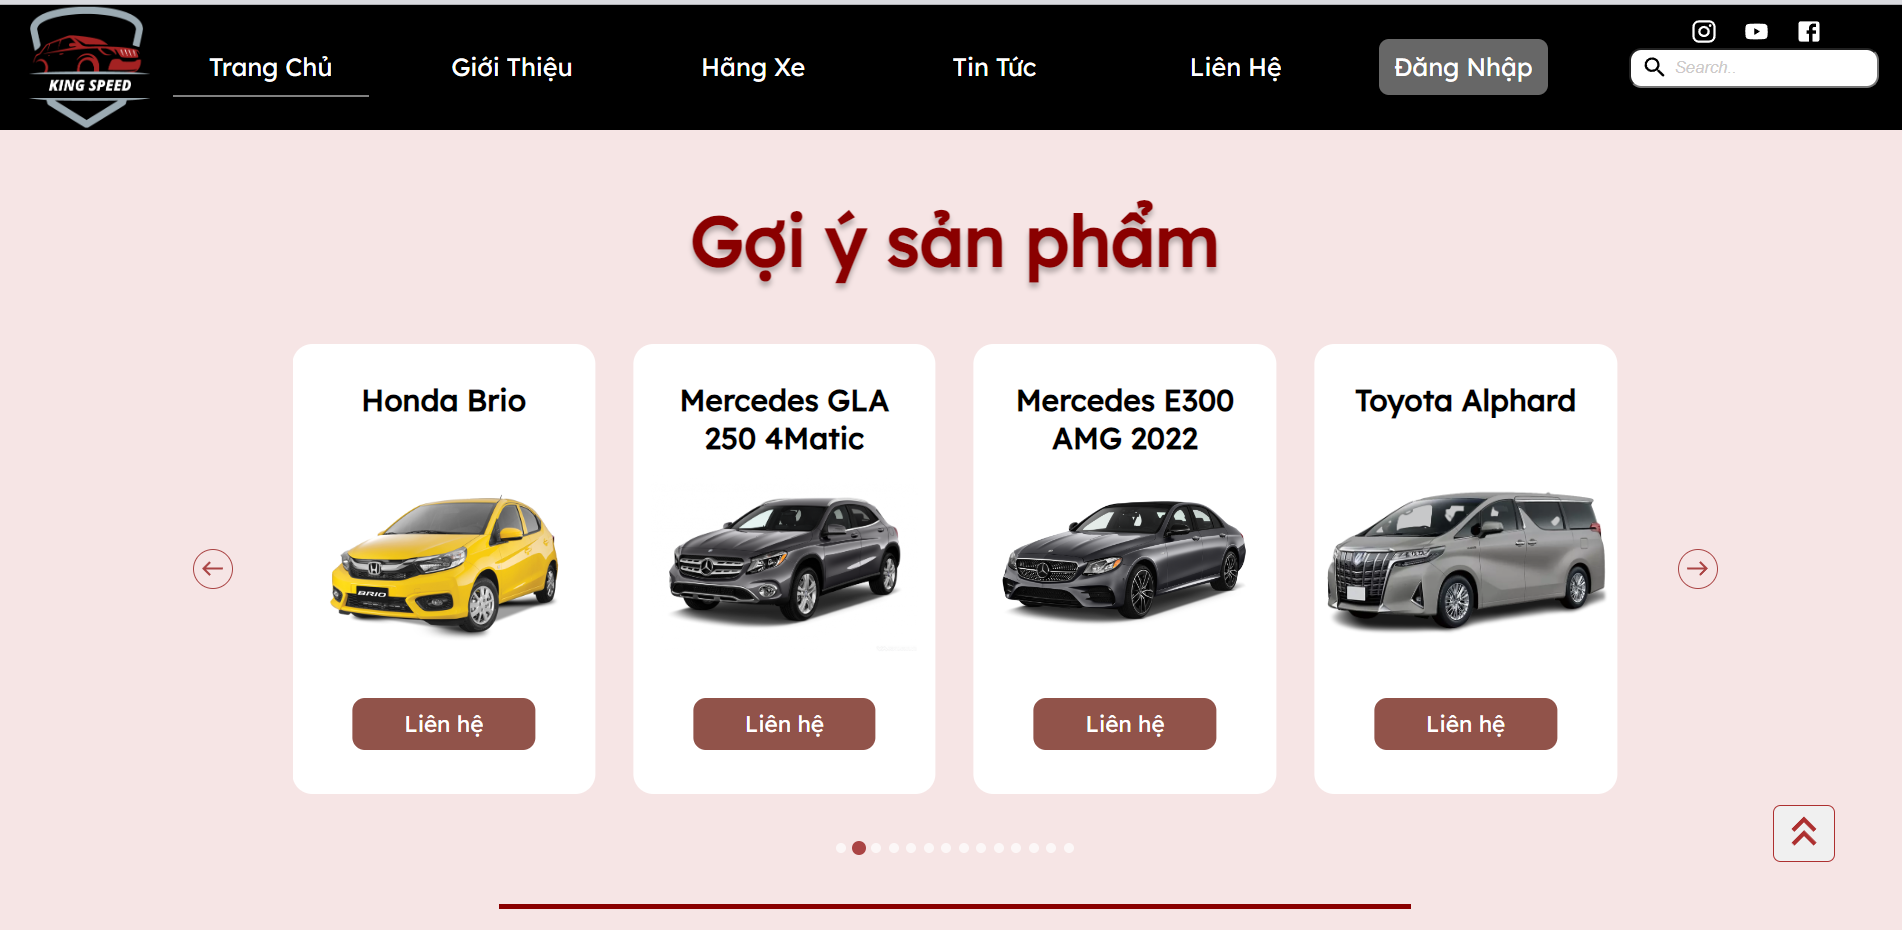 KING SPEED
Trang Chủ
Giới Thiệu
Hãng Xe
Tin Tức
Liên Hệ
Đăng Nhập
Search..
Gợi ý sản phẩm
Honda Brio
Mercedes GLA
250 4Matic
Mercedes E300
AMG 2022
Toyota Alphard
BRIO
Liên hệ
Liên hệ
Liên hệ
Liên hệ